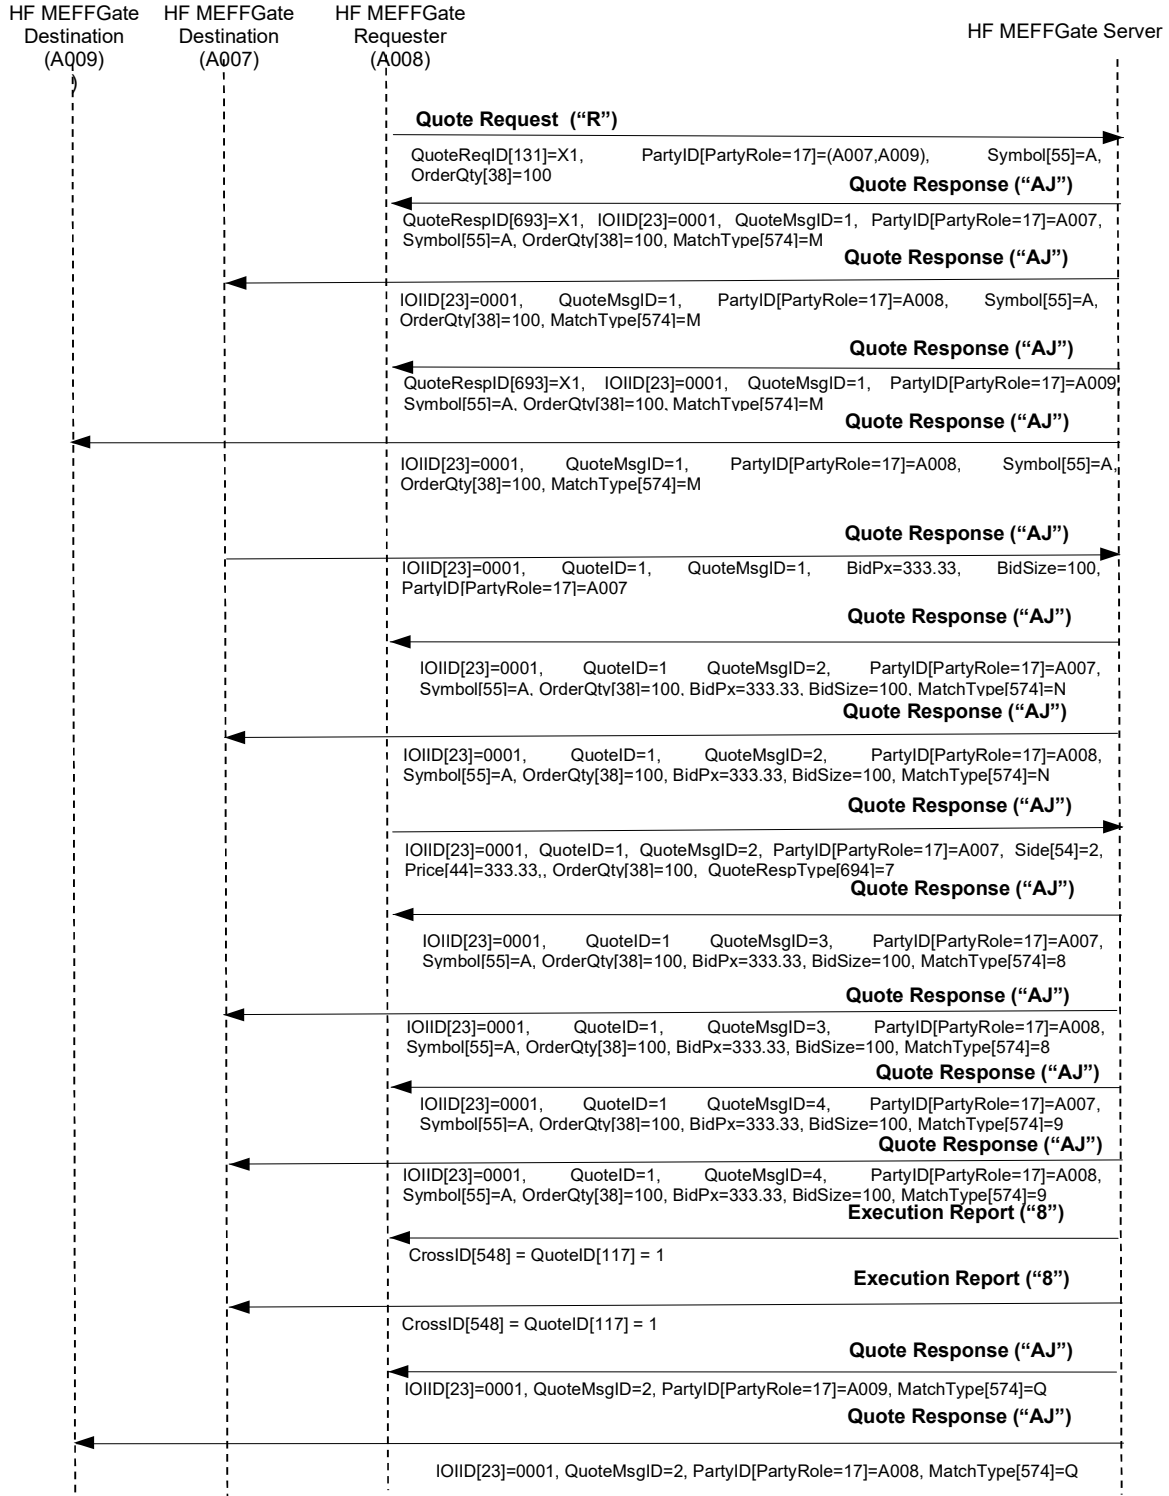 HF MEFFGate
Destination
(A009)
)
HF MEFFGate
Destination
(A007)
HF MEFFGate
Requester
(A008)
HF MEFFGate Server
Quote Request (“R”)
QuoteReqID[131]=X1, PartyID[PartyRole=17]=(A007,A009), Symbol[55]=A,
OrderQty[38]=100
Quote Response (“AJ”)
QuoteRespID[693]=X1, IOIID[23]=0001, QuoteMsgID=1, PartyID[PartyRole=17]=A007,
Symbol[55]=A, OrderQty[38]=100, MatchType[574]=M
Quote Response (“AJ”)
IOIID[23]=0001, QuoteMsgID=1, PartyID[PartyRole=17]=A008, Symbol[55]=A,
OrderQty[38]=100, MatchType[574]=M
Quote Response (“AJ”)
QuoteRespID[693]=X1, IOIID[23]=0001, QuoteMsgID=1, PartyID[PartyRole=17]=A009
Symbol[55]=A, OrderQty[38]=100, MatchType[574]=M
Quote Response (“AJ”)
IOIID[23]=0001, QuoteMsgID=1, PartyID[PartyRole=17]=A008, Symbol[55]=A,
OrderQty[38]=100, MatchType[574]=M
Quote Response (“AJ”)
IOIID[23]=0001, QuoteID=1, QuoteMsgID=1, BidPx=333.33, BidSize=100,
PartyID[PartyRole=17]=A007
Quote Response (“AJ”)
IOIID[23]=0001, QuoteID=1 QuoteMsgID=2, PartyID[PartyRole=17]=A007,
Symbol[55]=A, OrderQty[38]=100, BidPx=333.33, BidSize=100, MatchType[574]=N
Quote Response (“AJ”)
IOIID[23]=0001, QuoteID=1, QuoteMsgID=2, PartyID[PartyRole=17]=A008,
Symbol[55]=A, OrderQty[38]=100, BidPx=333.33, BidSize=100, MatchType[574]=N
Quote Response (“AJ”)
IOIID[23]=0001, QuoteID=1, QuoteMsgID=2, PartyID[PartyRole=17]=A007, Side[54]=2,
Price[44]=333.33,, OrderQty[38]=100, QuoteRespType[694]=7
Quote Response (“AJ”)
IOIID[23]=0001, QuoteID=1 QuoteMsgID=3, PartyID[PartyRole=17]=A007,
Symbol[55]=A, OrderQty[38]=100, BidPx=333.33, BidSize=100, MatchType[574]=8
Quote Response (“AJ”)
IOIID[23]=0001, QuoteID=1, QuoteMsgID=3, PartyID[PartyRole=17]=A008,
Symbol[55]=A, OrderQty[38]=100, BidPx=333.33, BidSize=100, MatchType[574]=8
Quote Response (“AJ”)
IOIID[23]=0001, QuoteID=1 QuoteMsgID=4, PartyID[PartyRole=17]=A007,
Symbol[55]=A, OrderQty[38]=100, BidPx=333.33, BidSize=100, MatchType[574]=9
Quote Response (“AJ”)
IOIID[23]=0001, QuoteID=1, QuoteMsgID=4, PartyID[PartyRole=17]=A008,
Symbol[55]=A, OrderQty[38]=100, BidPx=333.33, BidSize=100, MatchType[574]=9
Execution Report (“8”)
CrossID[548] = QuoteID[117] = 1
Execution Report (“8”)
CrossID[548] = QuoteID[117] = 1
Quote Response (“AJ”)
IOIID[23]=0001, QuoteMsgID=2, PartyID[PartyRole=17]=A009, MatchType[574]=Q
Quote Response (“AJ”)
IOIID[23]=0001, QuoteMsgID=2, PartyID[PartyRole=17]=A008, MatchType[574]=Q